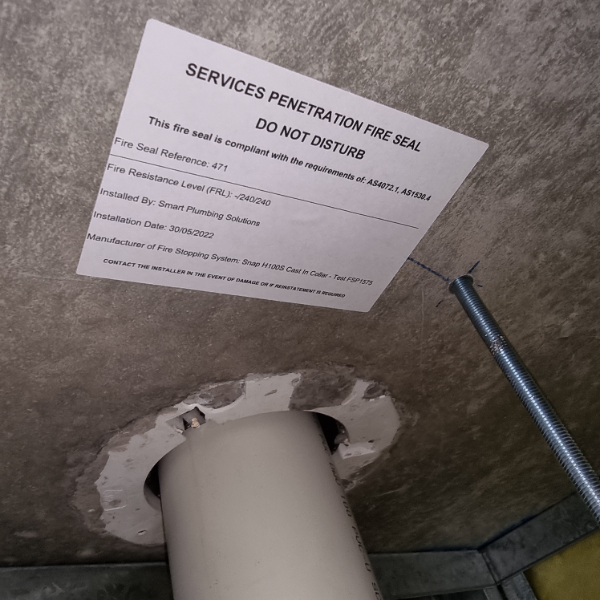 SERVICES PENETRATION FIRE SEAL
DO NOT DISTURB
This fire seal is compliant with the requirements of: AS4072.1, AS1530.4
Fire Seal Reference: 471
Fire Resistance Level (FRL): -/240/240
Installed By: Smart Plumbing Solutions
Installation Date: 30/05/2022
Manufacturer of Fire Stopping System: Snap H100S Cast In Collar - Test FSP1575
CONTACT THE INSTALLER IN THE EVENT OF DAMAGE OR IF REINSTATEMENT IS REQUIRED